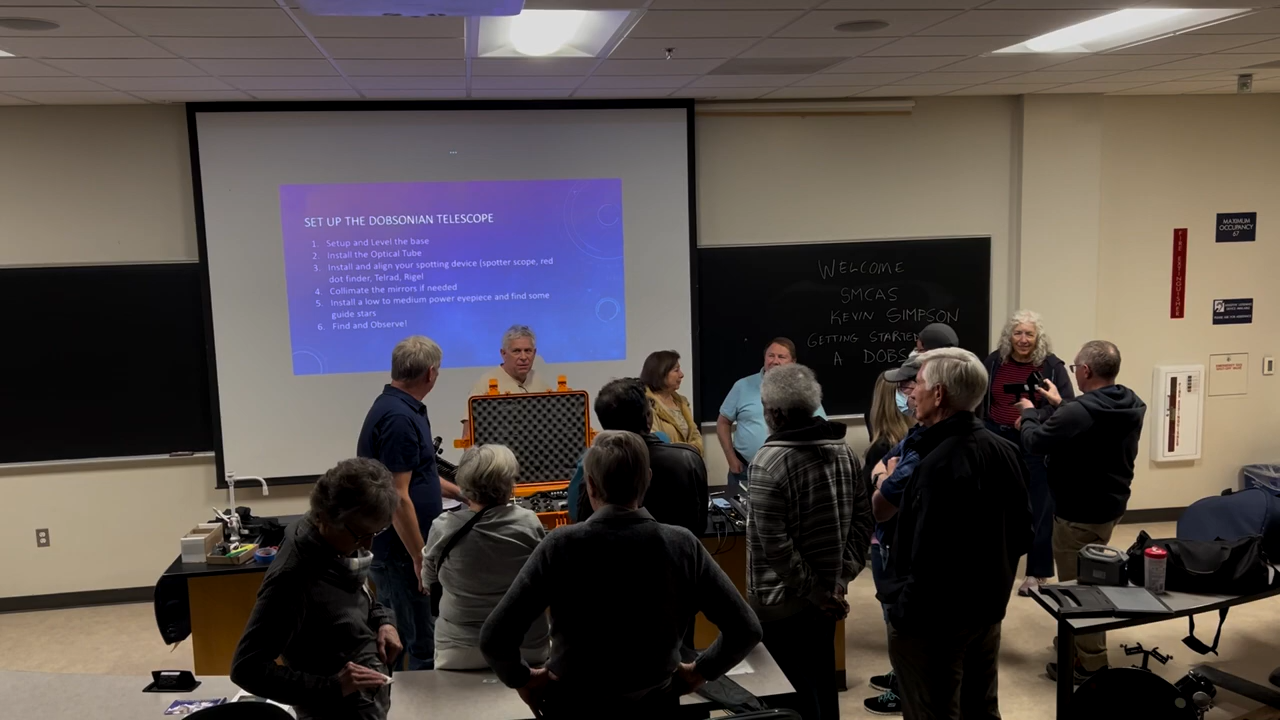 SET UP THE DOBSONIAN TELESCOPE
1. Setup and Level the base
2. Install the Optical Tube
3. Install and align your spotting device (spotter scope, red
dot finder, Telrad, Rigel
4. Collimate the mirrors if needed
5. Install a low to medium power eyepiece and find some
guide stars
6. Find and Observe!
WELCOME
SMCAS
KEVIN SIMPSON
GETTING STARTE
A DOBS
MAXIMUM
OCCUPANCY
67
FIRE EXTINGUISHER